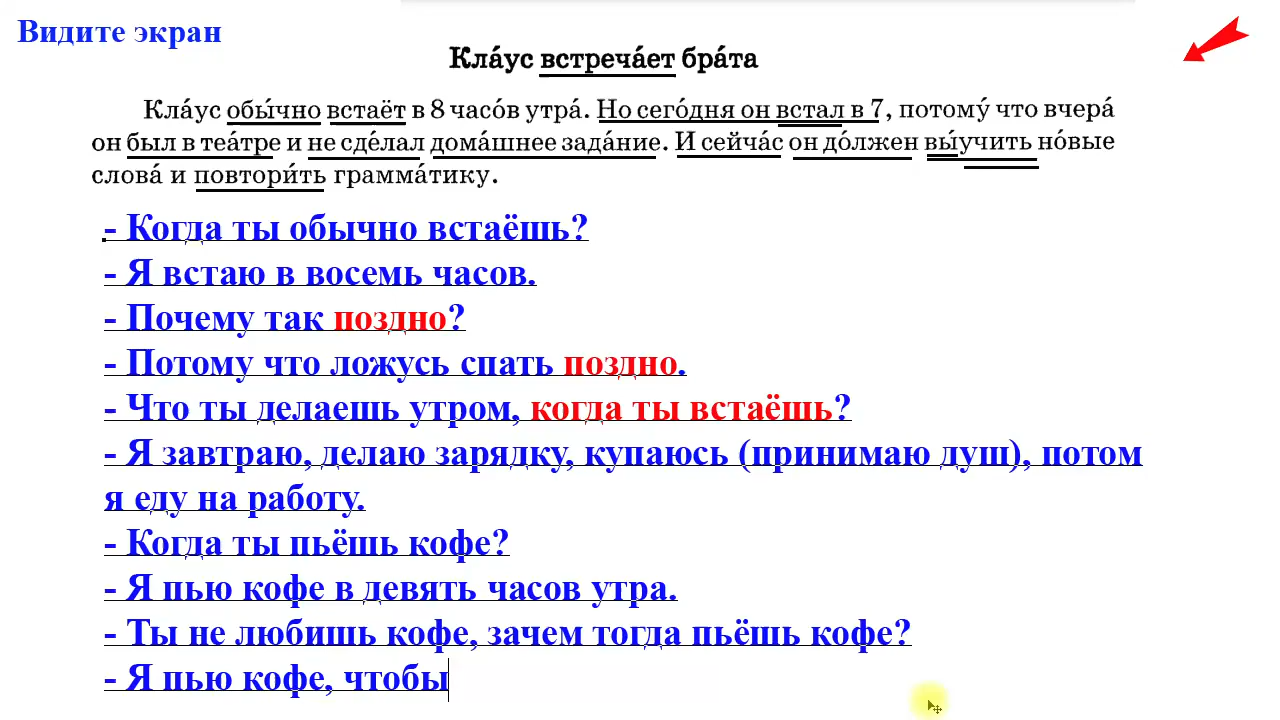 Видите экран
Кла́ус встреча́ет бра́та
Кла́ус обы́чно встаёт в 8 часо́в утра́. Но сего́дня он встал в 7, потому́ что вчера́
он был в теа́тре и не сде́лал дома́шнее зада́ние. И сейча́с он до́лжен вы́учить но́вые
слова́ и повтори́ть грамма́тику.
- Когда ты обычно встаёшь?
- Я встаю в восемь часов.
- Почему так поздно?
- Потому что ложусь спать поздно.
- Что ты делаешь утром, когда ты встаёшь?
- Я завтраю, делаю зарядку, купаюсь (принимаю душ), потом
я еду на работу.
- Когда ты пьёшь кофе?
- Я пью кофе в девять часов утра.
- Ты не любишь кофе, зачем тогда пьёшь кофе?
- Я пью кофе, чтобы